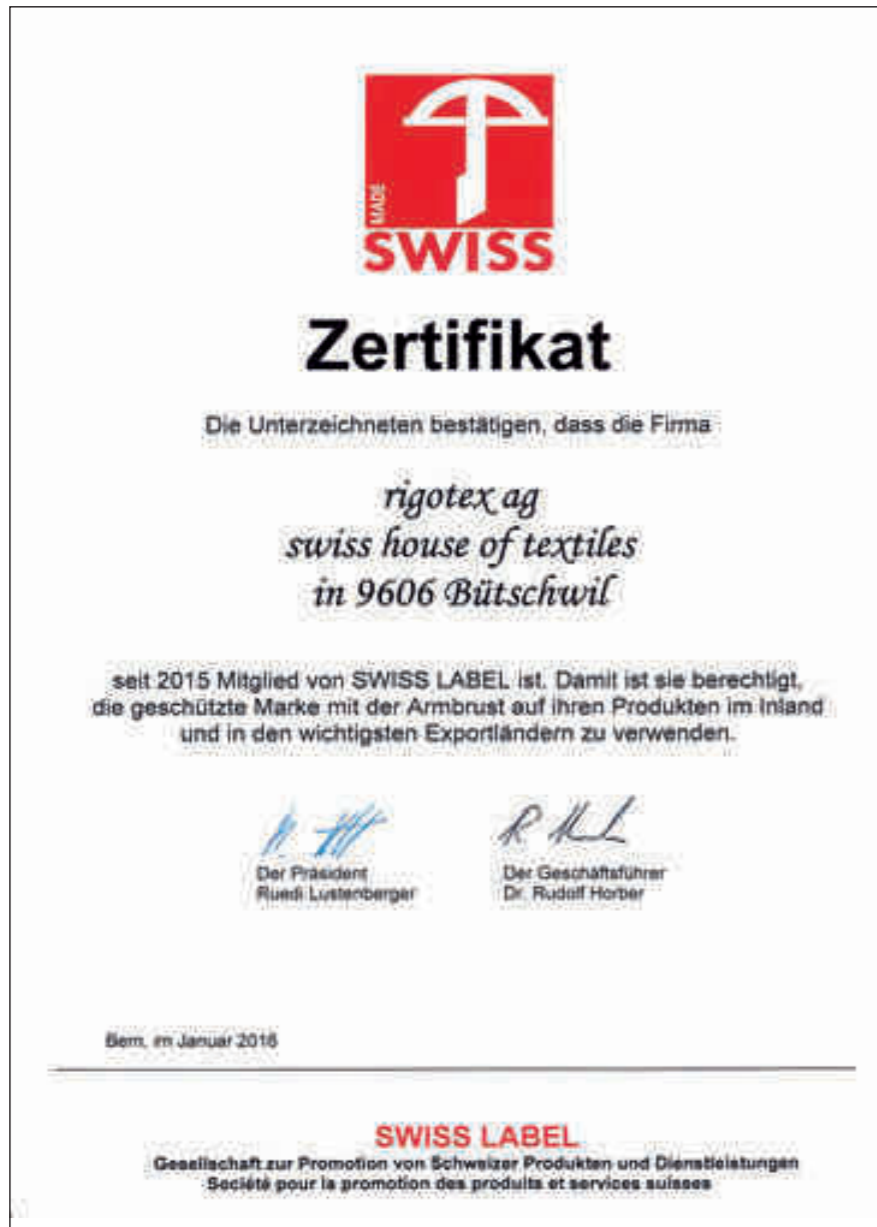 MADE
SWISS
Zertifikat
Die Unterzeichneten bestätigen, dass die Firma
rigotex ag
swiss house of textiles
in 9606 Bütschwil
seit 2015 Mitglied von SWISS LABEL ist. Damit ist sie berechtigt,
die geschützte Marke mit der Armbrust auf ihren Produkten im Inland
und in den wichtigsten Exportländern zu verwenden.
Der Präsident
Ruedi Lustenberger
Der Geschäftsführer
Dr. Rudolf Horber
Bern, im Januar 2016
SWISS LABEL
Gesellschaft zur Promotion von Schweizer Produkten und Dienstleistungen
Société pour la promotion des produits et services suisses